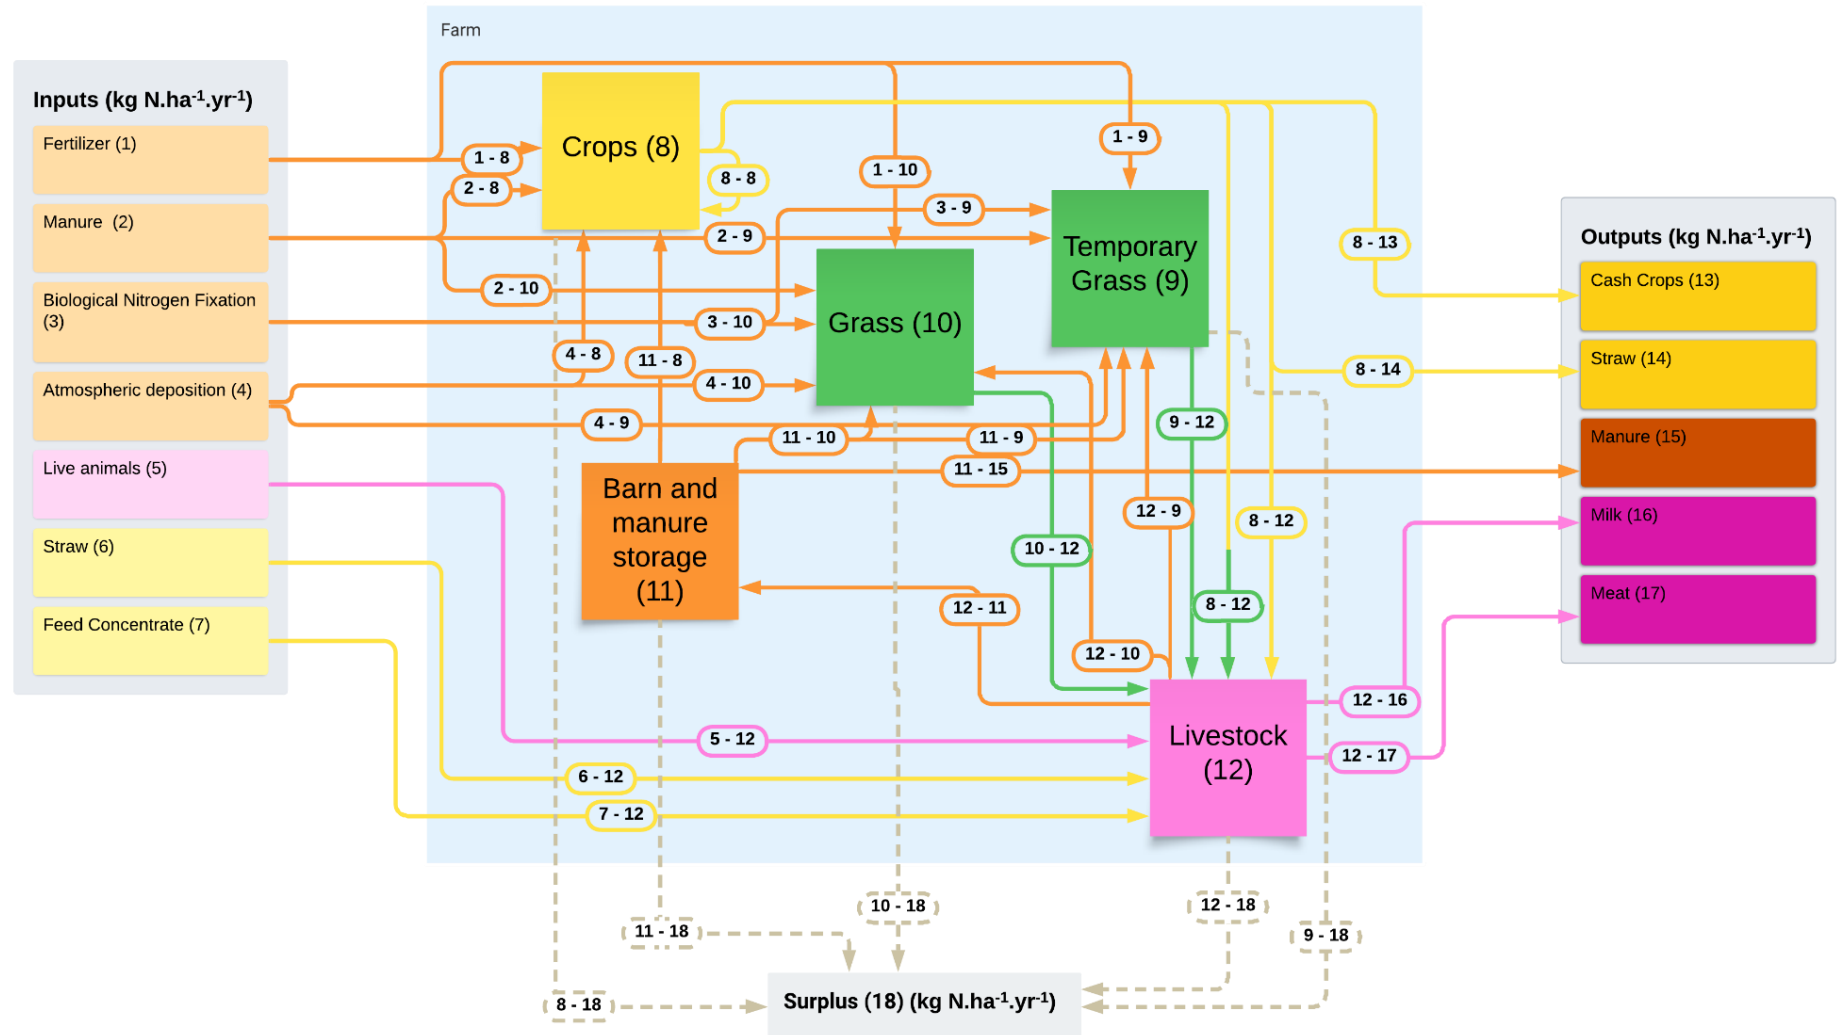 Farm
Inputs (kg N.ha⁻¹.yr⁻¹)
Fertilizer (1)
Manure (2)
Biological Nitrogen Fixation
(3)
Atmospheric deposition (4)
Live animals (5)
Straw (6)
Feed Concentrate (7)
Crops (8)
Temporary
Grass (9)
Grass (10)
Barn and
manure
storage
(11)
Livestock
(12)
Outputs (kg N.ha⁻¹.yr⁻¹)
Cash Crops (13)
Straw (14)
Manure (15)
Milk (16)
Meat (17)
1 - 8
2 - 8
8 - 8
1 - 10
1 - 9
3 - 9
2 - 9
2 - 10
3 - 10
4 - 8
11 - 8
4 - 10
4 - 9
11 - 10
11 - 9
11 - 15
9 - 12
8 - 13
8 - 14
12 - 9
8 - 12
10 - 12
8 - 12
12 - 11
12 - 10
12 - 16
5 - 12
12 - 17
6 - 12
7 - 12
10 - 18
12 - 18
11 - 18
9 - 18
8 - 18
Surplus (18) (kg N.ha⁻¹.yr⁻¹)